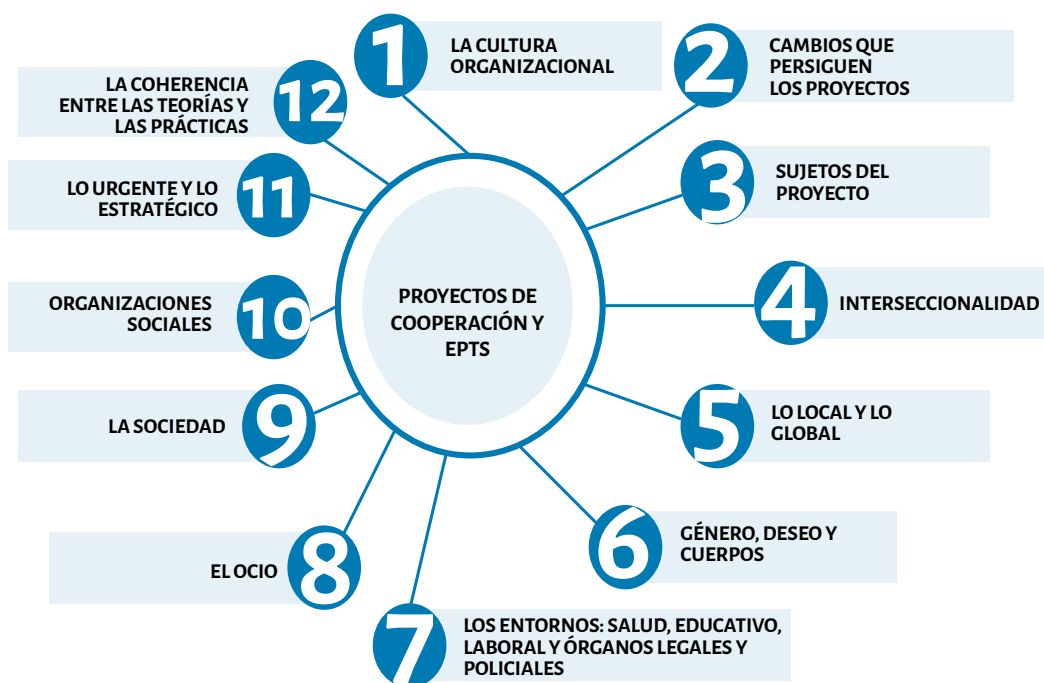 1
LA CULTURA
ORGANIZACIONAL
2
CAMBIOS QUE
PERSIGUEN
LOS PROYECTOS
3
SUJETOS DEL
PROYECTO
4
INTERSECCIONALIDAD
5
LO LOCAL Y LO
GLOBAL
6
GÉNERO, DESEO Y
CUERPOS
7
LOS ENTORNOS: SALUD, EDUCATIVO,
LABORAL Y ÓRGANOS LEGALES Y
POLICIALES
8
EL OCIO
9
LA SOCIEDAD
10
ORGANIZACIONES
SOCIALES
11
LO URGENTE Y LO
ESTRATÉGICO
12
LA COHERENCIA
ENTRE LAS TEORÍAS Y
LAS PRÁCTICAS
PROYECTOS DE
COOPERACIÓN Y
EPTS